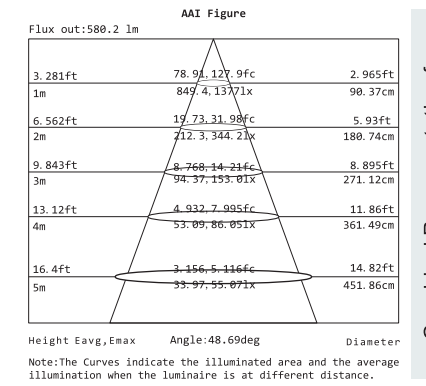 AAI Figure
Flux out:580.2 lm
3.281ft 78.91,127.9fc 2.965ft
1m 849.4,1377lx 90.37cm
6.562ft 19.73,31.98fc 5.93ft
2m 212.3,344.2lx 180.74cm
9.843ft 8.768,14.21fc 8.895ft
3m 94.37,153.0lx 271.12cm
13.12ft 4.932,7.995fc 11.86ft
4m 53.09,86.05lx 361.49cm
16.4ft 3.156,5.116fc 14.82ft
5m 33.97,55.07lx 451.86cm
Height Eavg,Emax Angle:48.69deg Diameter
Note:The Curves indicate the illuminated area and the average
illumination when the luminaire is at different distance.